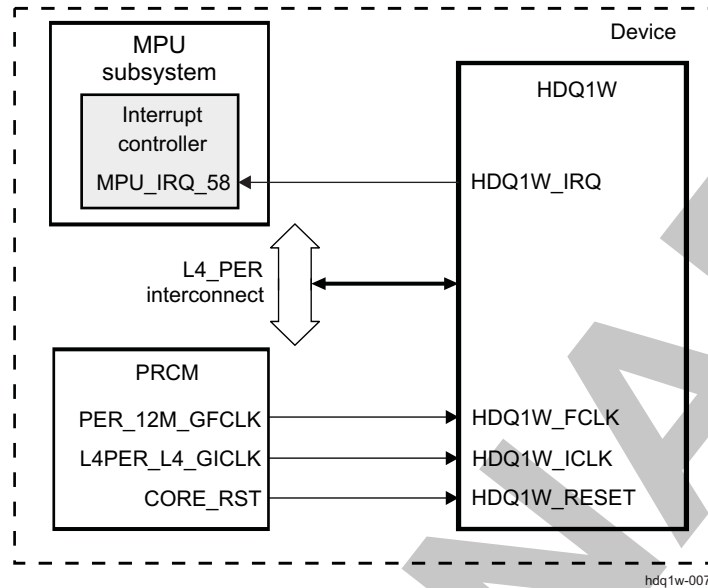 Device
MPU
subsystem
Interrupt
controller
MPU_IRQ_58
HDQ1W
HDQ1W_IRQ
L4_PER
interconnect
PRCM
PER_12M_GFCLK
L4PER_L4_GICLK
CORE_RST
HDQ1W_FCLK
HDQ1W_ICLK
HDQ1W_RESET
hdq1w-007